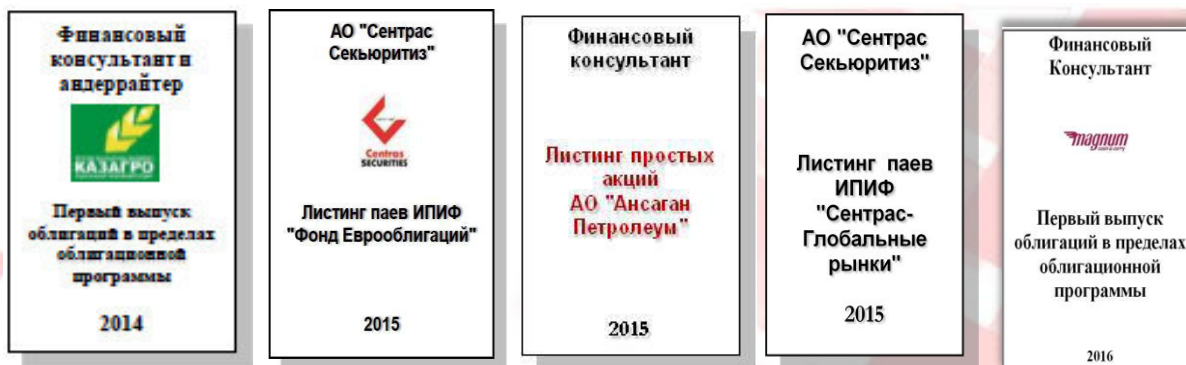 Финансовый
консультант и
андеррайтер
КАЗАГРО
Первый выпуск
облигаций в пределах
облигационной
программы
2014
АО "Сентрас
Секьюритиз"
Centras
SECURITIES
Листинг паев ИПИФ
"Фонд Еврооблигаций"
2015
Финансовый
консультант
Листинг простых
акций
АО "Ансаган
Петролеум"
2015
АО "Сентрас
Секьюритиз"
Листинг паев
ИПИФ
"Сентрас-
Глобальные
рынки"
2015
Финансовый
Консультант
magnum
Первый выпуск
облигаций в пределах
облигационной
программы
2016